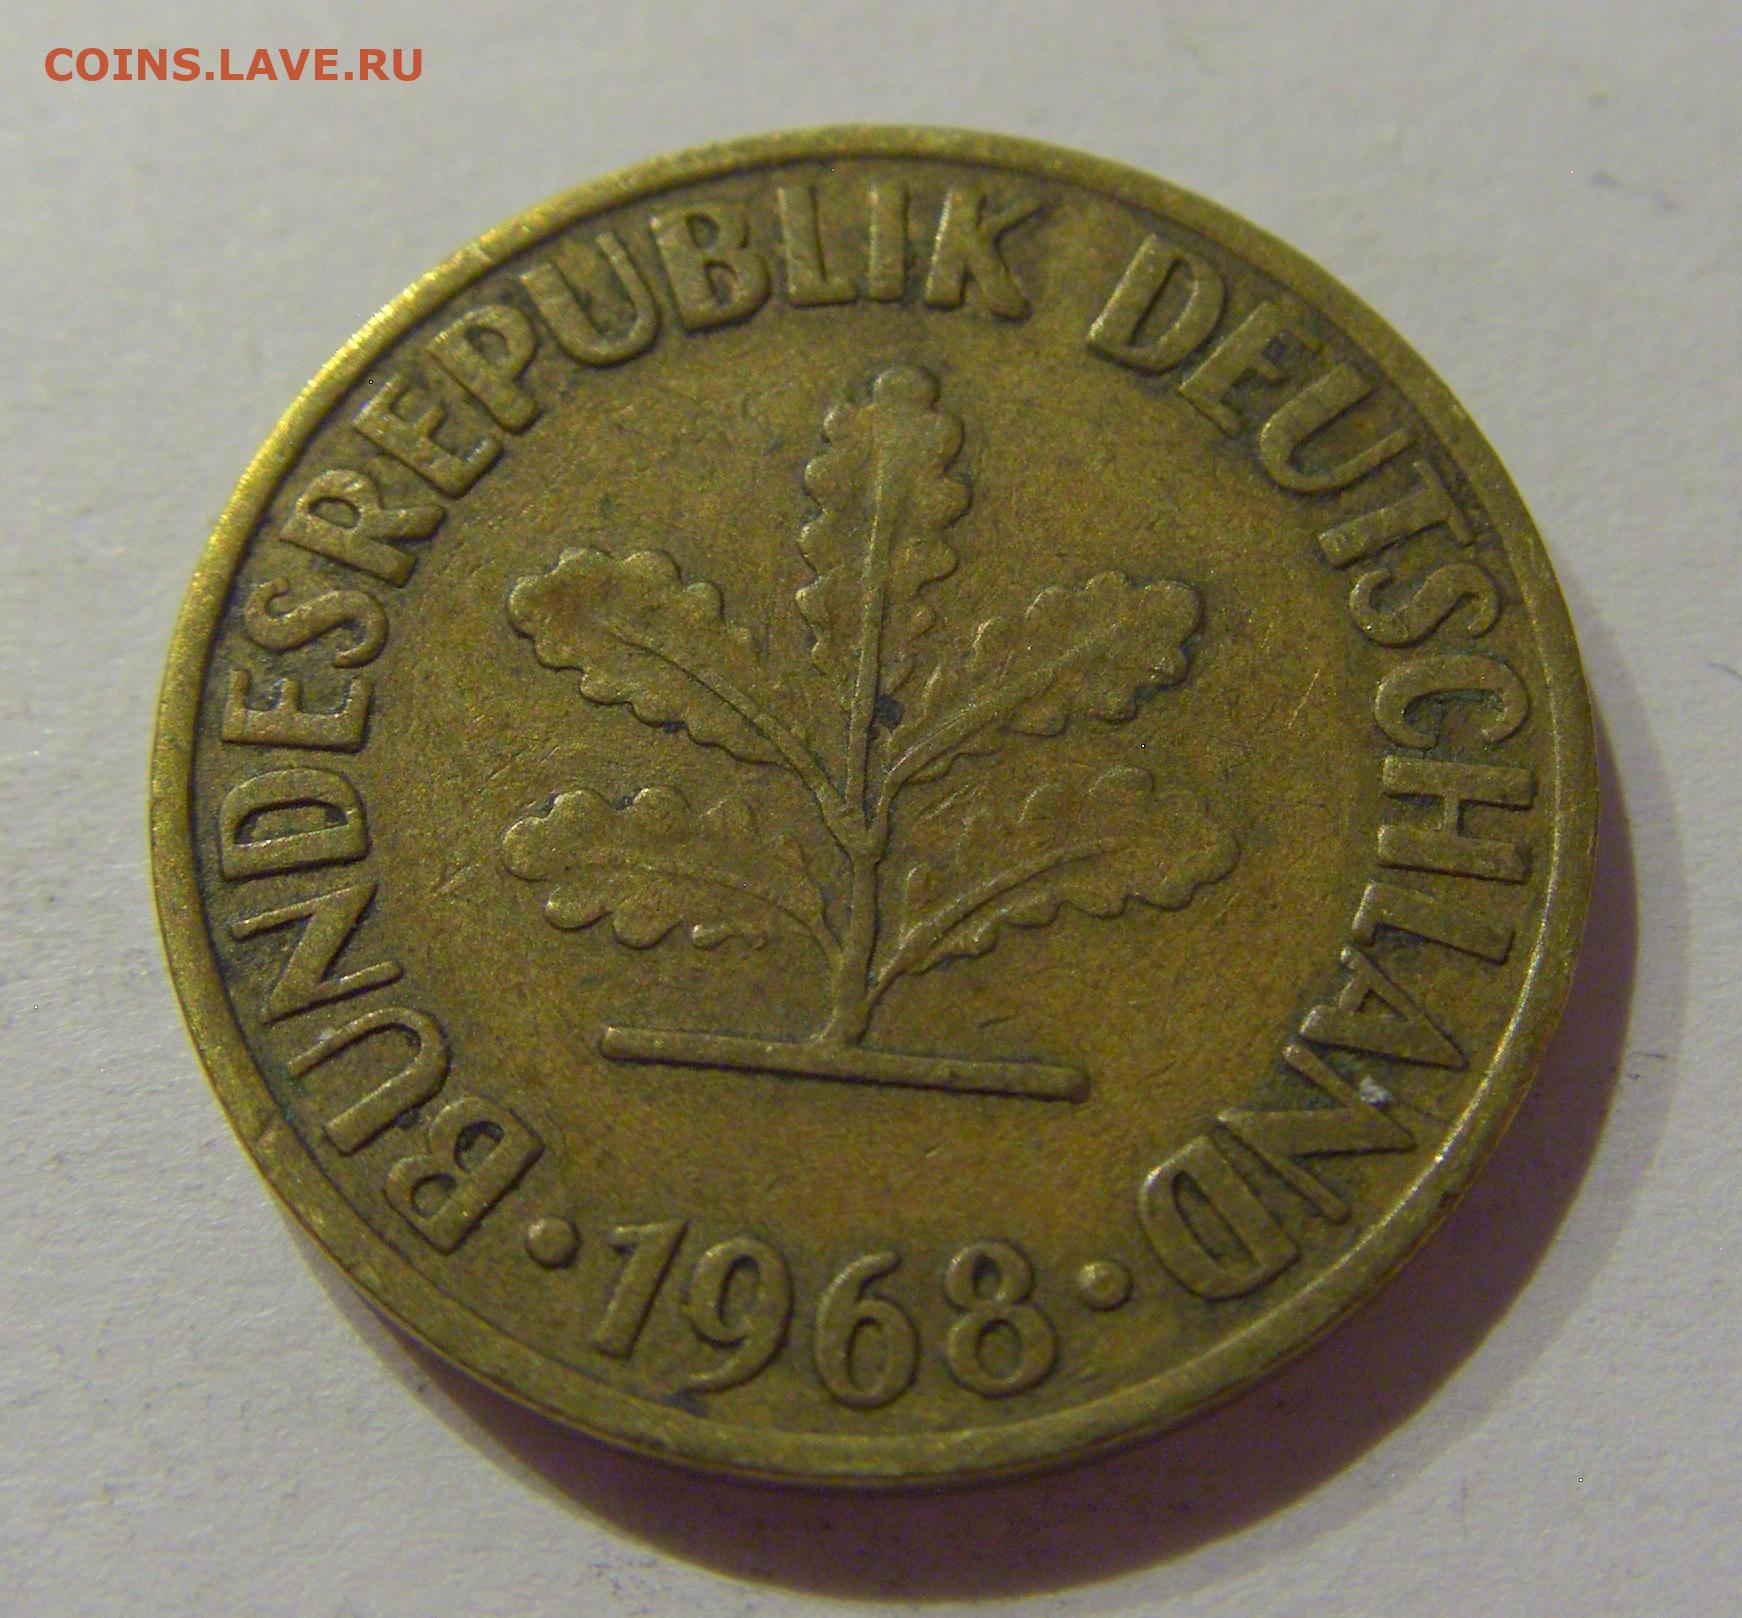 COINS.LAVE.RU
BUNDESREPUBLIK DEUTSCHLAND
· 1968 ·